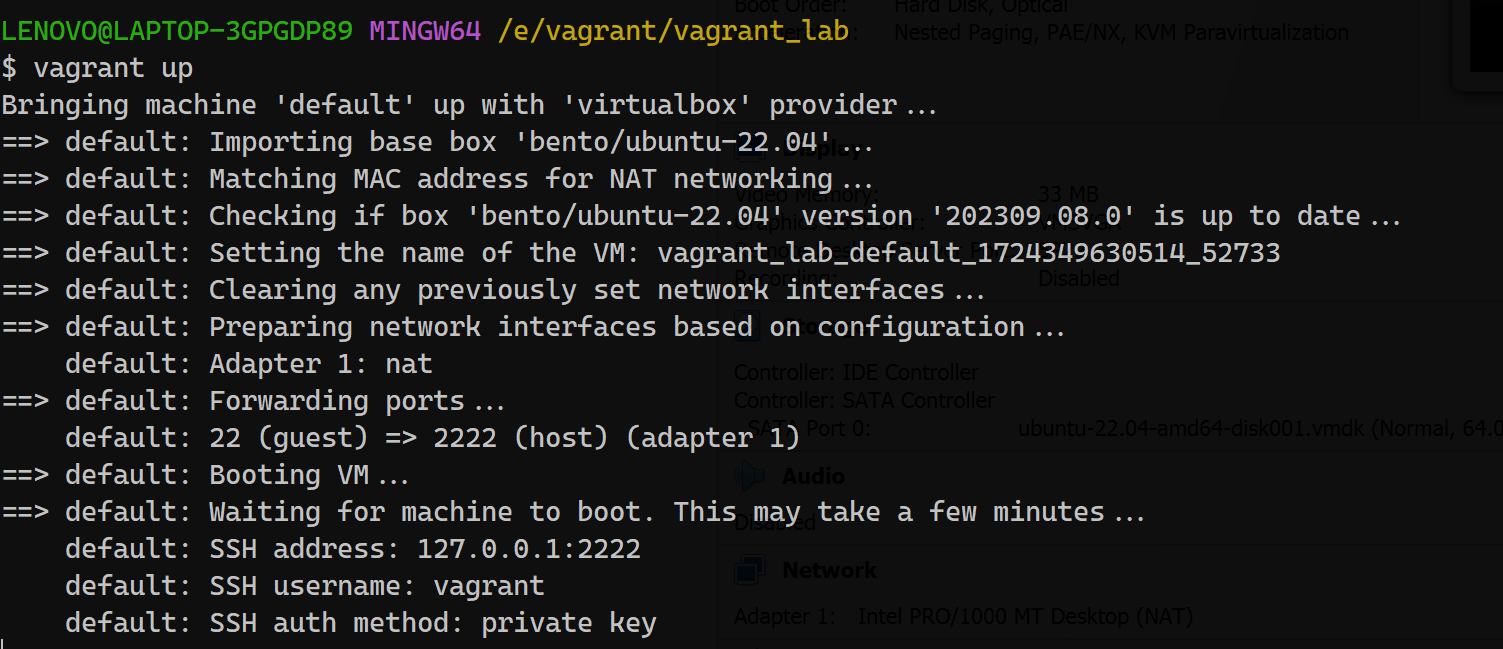 LENOVO@LAPTOP-3GPGDP89 MINGW64 /e/vagrant/vagrant_lab
$ vagrant up
Bringing machine 'default' up with 'virtualbox' provider...
==> default: Importing base box 'bento/ubuntu-22.04'...
==> default: Matching MAC address for NAT networking...
==> default: Checking if box 'bento/ubuntu-22.04' version '202309.08.0' is up to date...
==> default: Setting the name of the VM: vagrant_lab_default_1724349630514_52733
==> default: Clearing any previously set network interfaces...
==> default: Preparing network interfaces based on configuration...
    default: Adapter 1: nat
==> default: Forwarding ports...
    default: 22 (guest) => 2222 (host) (adapter 1)
==> default: Booting VM...
==> default: Waiting for machine to boot. This may take a few minutes...
    default: SSH address: 127.0.0.1:2222
    default: SSH username: vagrant
    default: SSH auth method: private key
Boot Order: Hard Disk, Optical
Nested Paging, PAE/NX, KVM Paravirtualization
Display
Video Memory: 33 MB
Recording: Disabled
Controller: IDE Controller
Controller: SATA Controller
SATA Port 0: ubuntu-22.04-amd64-disk001.vmdk (Normal, 64.0
Audio
Disabled
Network
Adapter 1: Intel PRO/1000 MT Desktop (NAT)